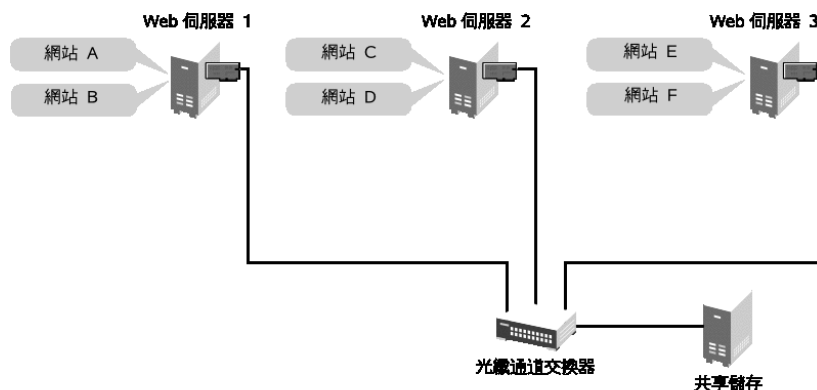 Web 伺服器 1
Web 伺服器 2
Web 伺服器 3
網站 A
網站 C
網站 E
網站 B
網站 D
網站 F
光纖通道交換器
共享儲存